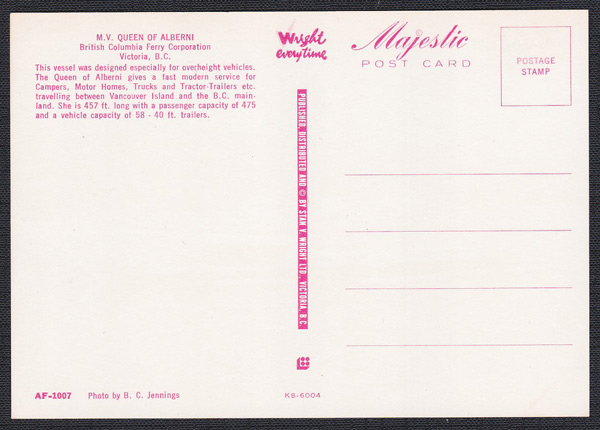 M.V. QUEEN OF ALBERNI
British Columbia Ferry Corporation
Victoria, B.C.
This vessel was designed especially for overheight vehicles.
The Queen of Alberni gives a fast modern service for
Campers, Motor Homes, Trucks and Tractor-Trailers etc.
travelling between Vancouver Island and the B.C. main-
land. She is 457 ft. long with a passenger capacity of 475
and a vehicle capacity of 58 - 40 ft. trailers.
AF-1007 Photo by B. C. Jennings
Wright
everytime
PUBLISHED, DISTRIBUTED AND © BY STAN V. WRIGHT LTD., VICTORIA, B.C.
KS-6004
Majestic
POST CARD
POSTAGE
STAMP